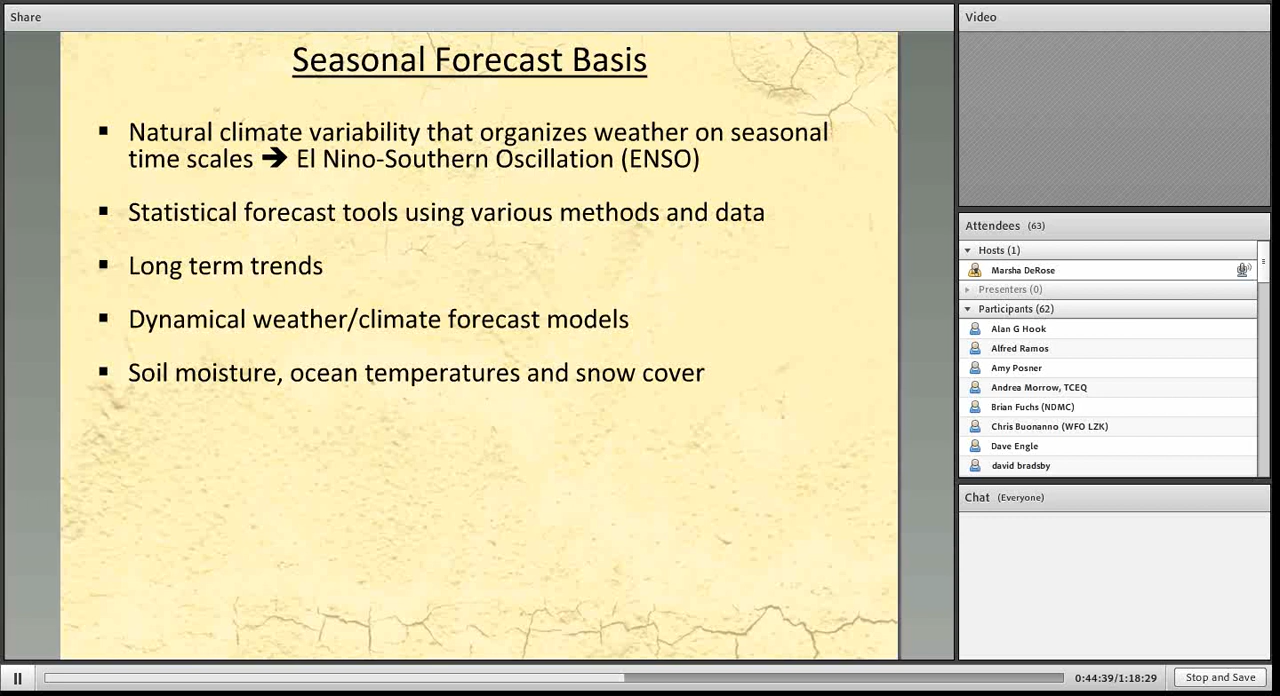 Share
Seasonal Forecast Basis
▪ Natural climate variability that organizes weather on seasonal
time scales ➔ El Nino-Southern Oscillation (ENSO)
▪ Statistical forecast tools using various methods and data
▪ Long term trends
▪ Dynamical weather/climate forecast models
▪ Soil moisture, ocean temperatures and snow cover
Video
Attendees (63)
Hosts (1)
Marsha DeRose
Presenters (0)
Participants (62)
Alan G Hook
Alfred Ramos
Amy Posner
Andrea Morrow, TCEQ
Brian Fuchs (NDMC)
Chris Buonanno (WFO LZK)
Dave Engle
david bradsby
Chat (Everyone)
0:44:39/1:18:29
Stop and Save